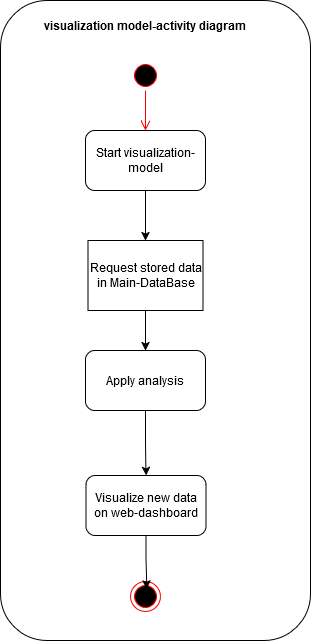 visualization model-activity diagram
Start visualization-
model
Request stored data
in Main-DataBase
Apply analysis
Visualize new data
on web-dashboard